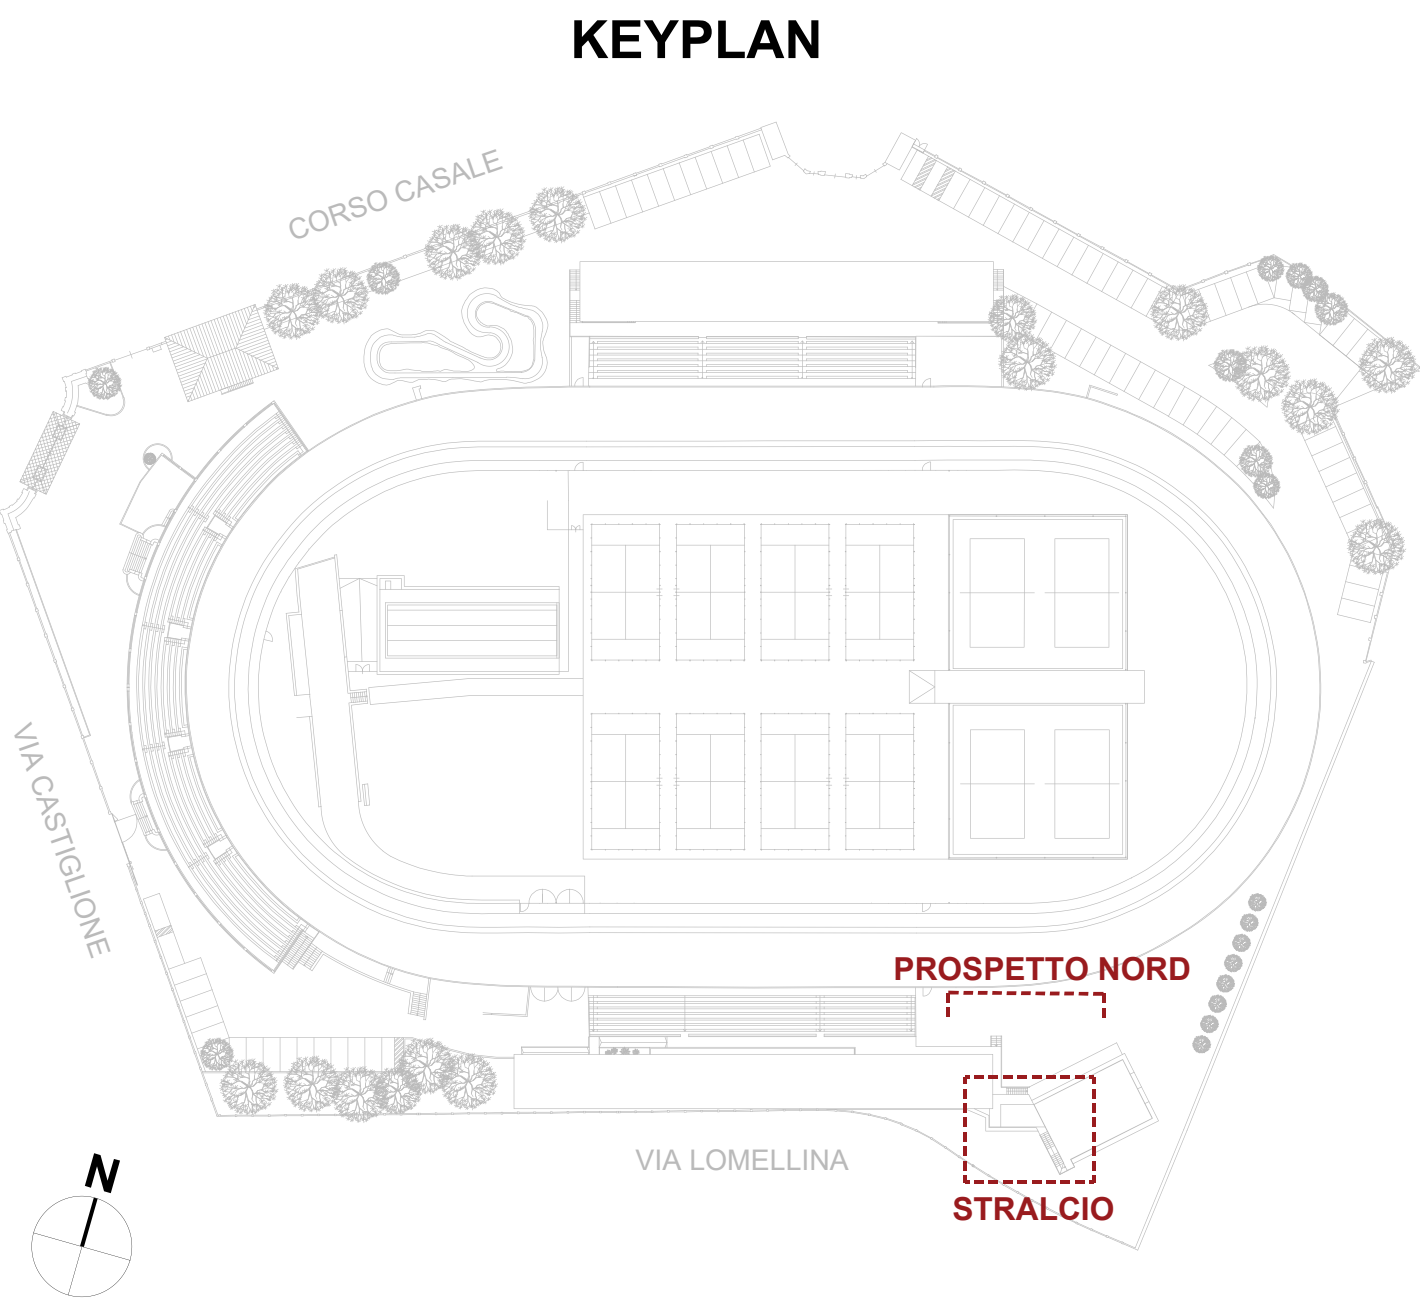 KEYPLAN
CORSO CASALE
VIA CASTIGLIONE
PROSPETTO NORD
VIA LOMELLINA
STRALCIO
N